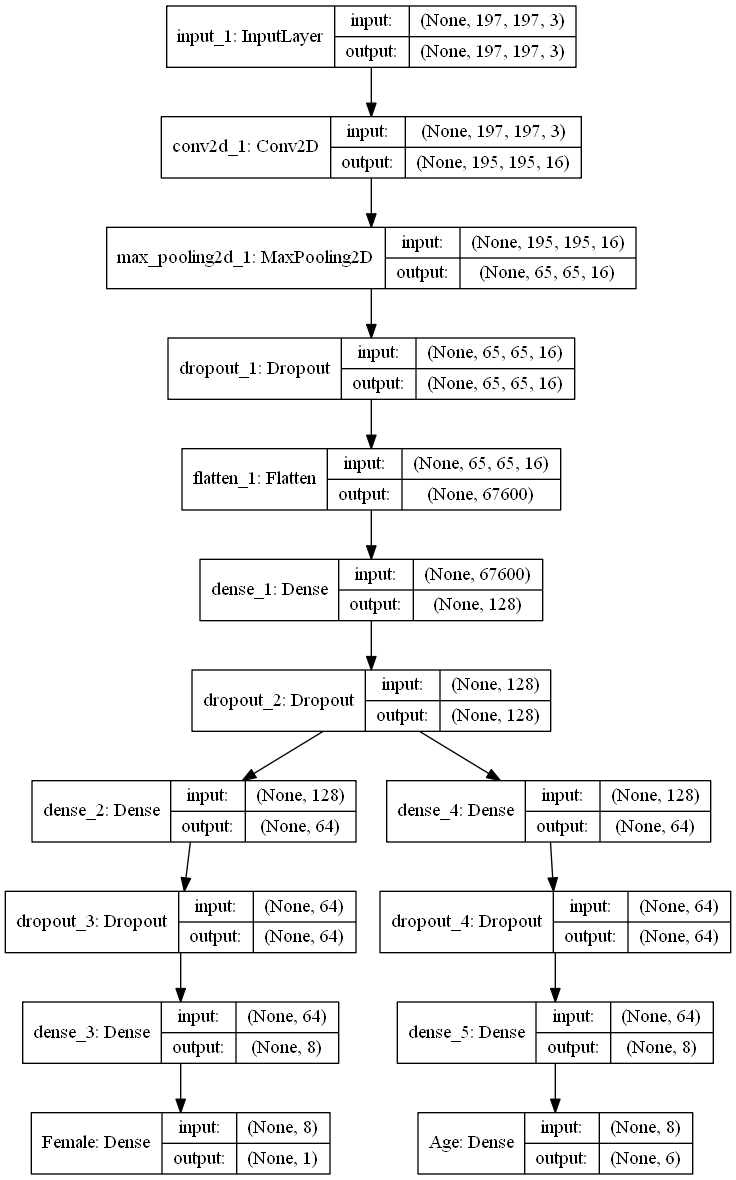 input_1: InputLayer
input: (None, 197, 197, 3)
output: (None, 197, 197, 3)
conv2d_1: Conv2D
input: (None, 197, 197, 3)
output: (None, 195, 195, 16)
max_pooling2d_1: MaxPooling2D
input: (None, 195, 195, 16)
output: (None, 65, 65, 16)
dropout_1: Dropout
input: (None, 65, 65, 16)
output: (None, 65, 65, 16)
flatten_1: Flatten
input: (None, 65, 65, 16)
output: (None, 67600)
dense_1: Dense
input: (None, 67600)
output: (None, 128)
dropout_2: Dropout
input: (None, 128)
output: (None, 128)
dense_2: Dense
input: (None, 128)
output: (None, 64)
dense_4: Dense
input: (None, 128)
output: (None, 64)
dropout_3: Dropout
input: (None, 64)
output: (None, 64)
dropout_4: Dropout
input: (None, 64)
output: (None, 64)
dense_3: Dense
input: (None, 64)
output: (None, 8)
dense_5: Dense
input: (None, 64)
output: (None, 8)
Female: Dense
input: (None, 8)
output: (None, 1)
Age: Dense
input: (None, 8)
output: (None, 6)